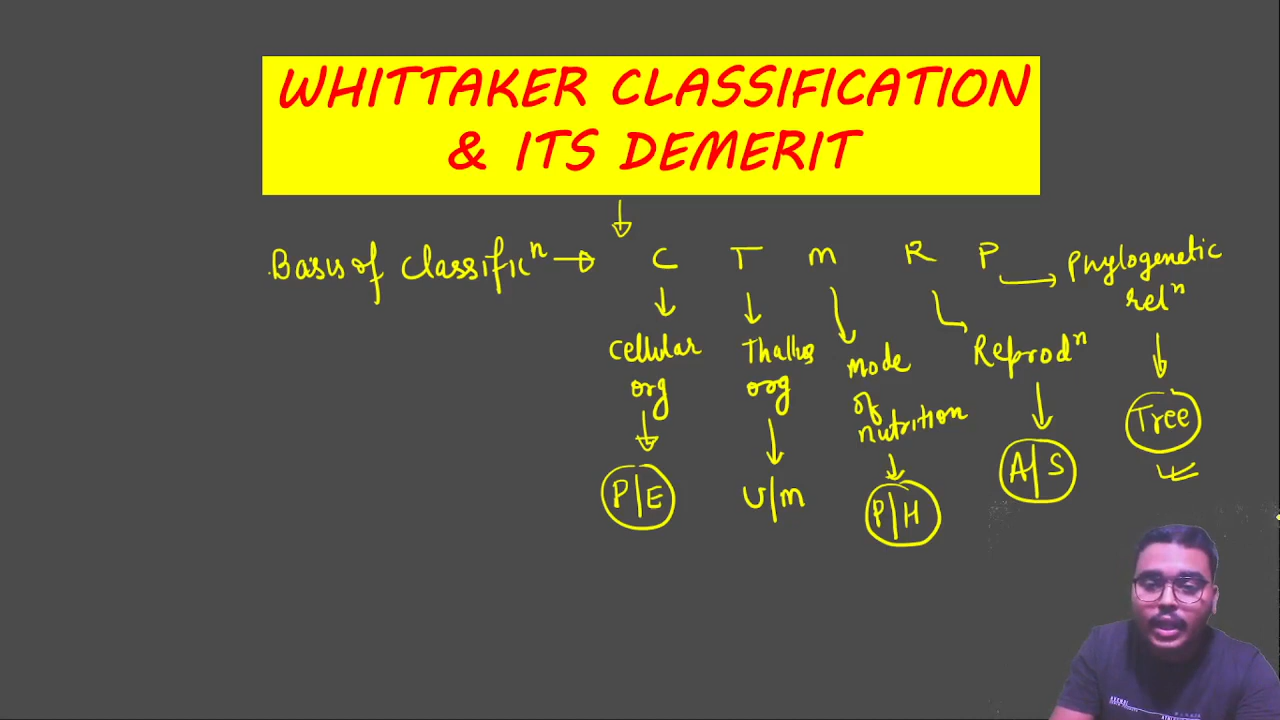 WHITTAKER CLASSIFICATION
& ITS DEMERIT
Basis of Classificⁿ → C T M R P
Phylogenetic
relⁿ
Cellular
org
Thallus
org
Mode
of
nutrition
Reprodⁿ
Tree
P|E
U|m
P|H
A|S